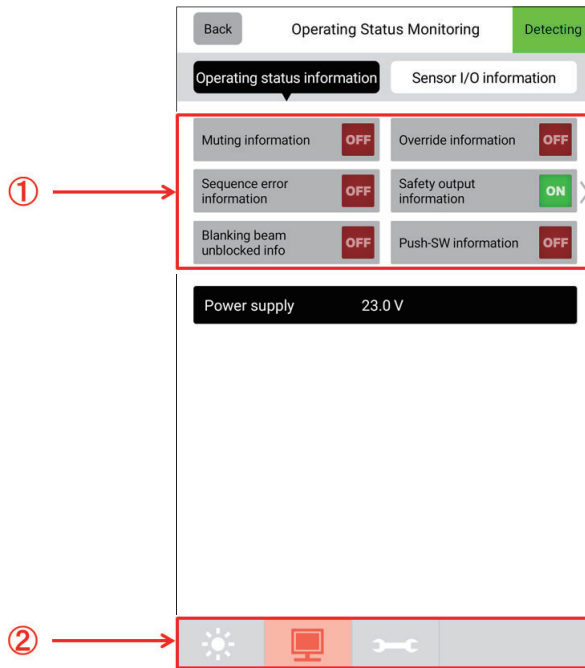 Back Operating Status Monitoring Detecting
Operating status information Sensor I/O information
①
Muting information OFF Override information OFF
Sequence error
information OFF Safety output
information ON
Blanking beam
unblocked info OFF Push-SW information OFF
Power supply 23.0 V
②